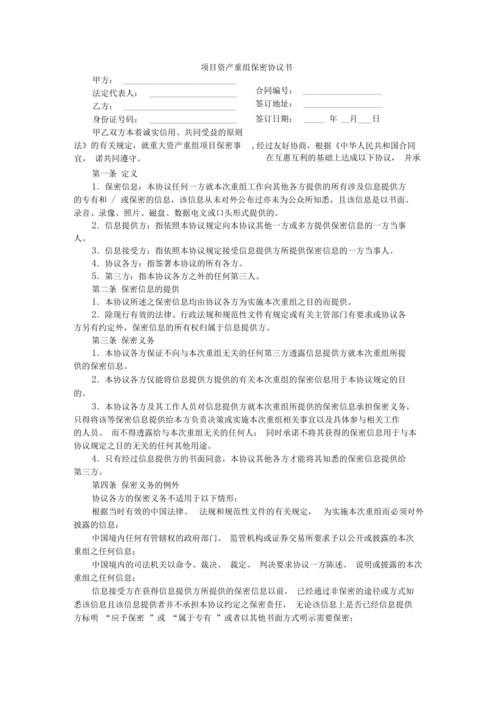 项目资产重组保密协议书
甲方： ____________________
法定代表人： ________________
合同编号： ______________
乙方： ____________________
签订地址： ______________
身份证号码： ________________
签订日期： _____ 年 __月___日
甲乙双方本着诚实信用、共同受益的原则
,经过友好协商，根据《中华人民共和国合同
法》的有关规定，就重大资产重组项目保密事
宜， 诺共同遵守。
在互惠互利的基础上达成以下协议， 并承
第一条 定义
1．保密信息：本协议任何一方就本次重组工作向其他各方提供的所有涉及信息提供方
的专有和 / 或保密的信息，该信息从未对外公布过亦未为公众所知悉，且该信息是以书面、
录音、录像、照片、磁盘、数据电文或口头形式提供的。
2．信息提供方：指依照本协议规定向本协议其他一方或多方提供保密信息的一方当事
人。
3．信息接受方：指依照本协议规定接受信息提供方所提供保密信息的一方当事人。
4．协议各方：指签署本协议的所有各方。
5．第三方：指本协议各方之外的任何第三人。
第二条 保密信息的提供
1．本协议所述之保密信息均由协议各方为实施本次重组之目的而提供。
2．除现行有效的法律、行政法规和规范性文件有规定或有关主管部门有要求或协议各
方另有约定外，保密信息的所有权归属于信息提供方。
第三条 保密义务
1．本协议各方保证不向与本次重组无关的任何第三方透露信息提供方就本次重组所提
供的保密信息。
2．本协议各方仅能将信息提供方提供的有关本次重组的保密信息用于本协议规定的目
的。
3．本协议各方及其工作人员对信息提供方就本次重组所提供的保密信息承担保密义务，
只得将该等保密信息提供给本方负责决策或实施本次重组相关事宜以及具体参与相关工作
的人员、 而不得透露给与本次重组无关的任何人； 同时承诺不将其获得的保密信息用于与本
协议规定之目的无关的任何其他用途。
4．只有经过信息提供方的书面同意，本协议其他各方才能将其知悉的保密信息提供给
第三方。
第四条 保密义务的例外
协议各方的保密义务不适用于以下情形：
根据当时有效的中国法律、 法规和规范性文件的有关规定， 为实施本次重组而必须对外
披露的信息；
中国境内任何有管辖权的政府部门、 监管机构或证券交易所要求予以公开或披露的本次
重组之任何信息；
中国境内的司法机关以命令、裁决、 裁定、 判决要求协议一方陈述、 说明或披露的本次
重组之任何信息；
信息接受方在获得信息提供方所提供的保密信息以前， 已经通过非保密的途径或方式知
悉该信息且该信息提供者并不承担本协议约定之保密责任， 无论该信息上是否已经信息提供
方标明 “应予保密 ”或 “属于专有 ”或者以其他书面方式明示需要保密；